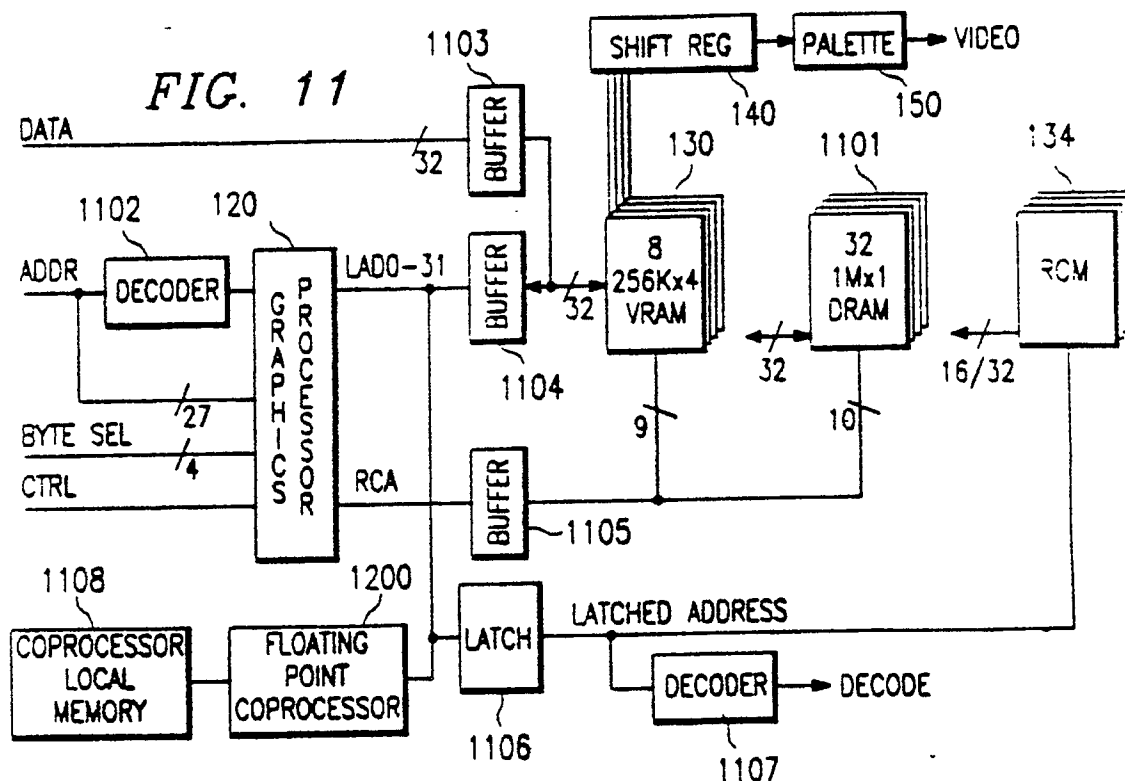 FIG. 11
1103
SHIFT REG
PALETTE
VIDEO
140
150
DATA
32
BUFFER
130
1101
134
1102
120
ADDR
DECODER
GRAPHICS
PROCESSOR
LAD0-31
BUFFER
1104
32
8
256Kx4
VRAM
32
32
1Mx1
DRAM
16/32
RCM
27
BYTE SEL
4
CTRL
RCA
BUFFER
1105
9
10
1108
1200
COPROCESSOR
LOCAL
MEMORY
FLOATING
POINT
COPROCESSOR
LATCH
1106
LATCHED ADDRESS
DECODER
DECODE
1107